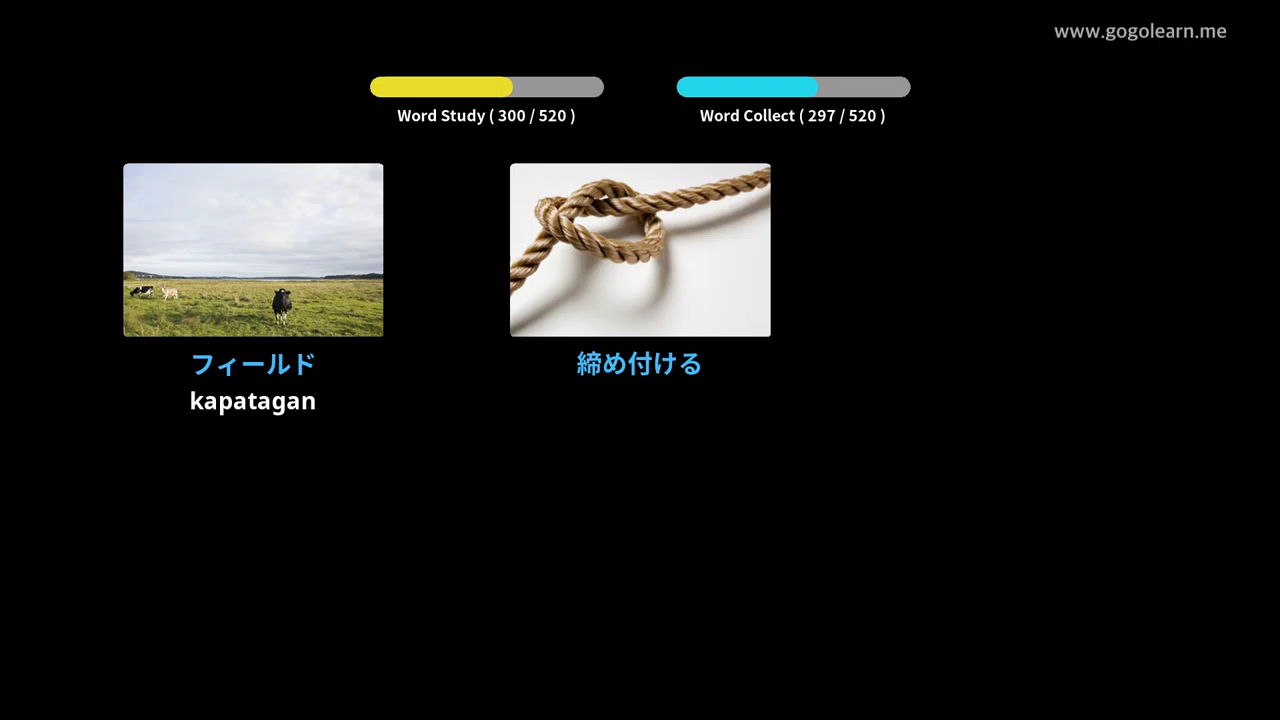 www.gogolearn.me
Word Study ( 300 / 520 )
Word Collect ( 297 / 520 )
フィールド
kapatagan
締め付ける